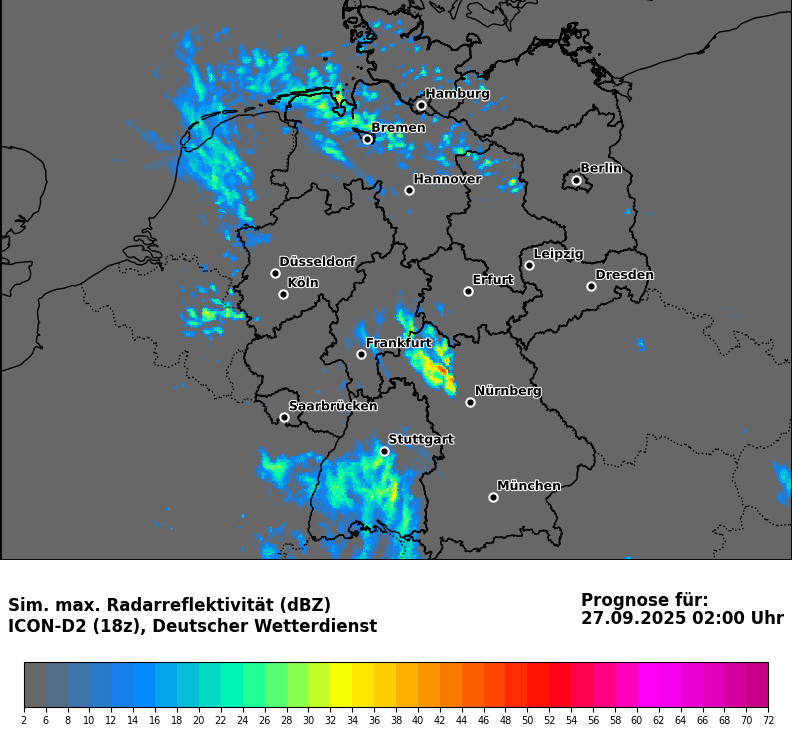 Hamburg
Bremen
Berlin
Hannover
Leipzig
Düsseldorf
Dresden
Köln
Erfurt
Frankfurt
Nürnberg
Saarbrücken
Stuttgart
München
Sim. max. Radarreflektivität (dBZ)
ICON-D2 (18z), Deutscher Wetterdienst
Prognose für:
27.09.2025 02:00 Uhr
2 6 8 10 12 14 16 18 20 22 24 26 28 30 32 34 36 38 40 42 44 46 48 50 52 54 56 58 60 62 64 66 68 70 72